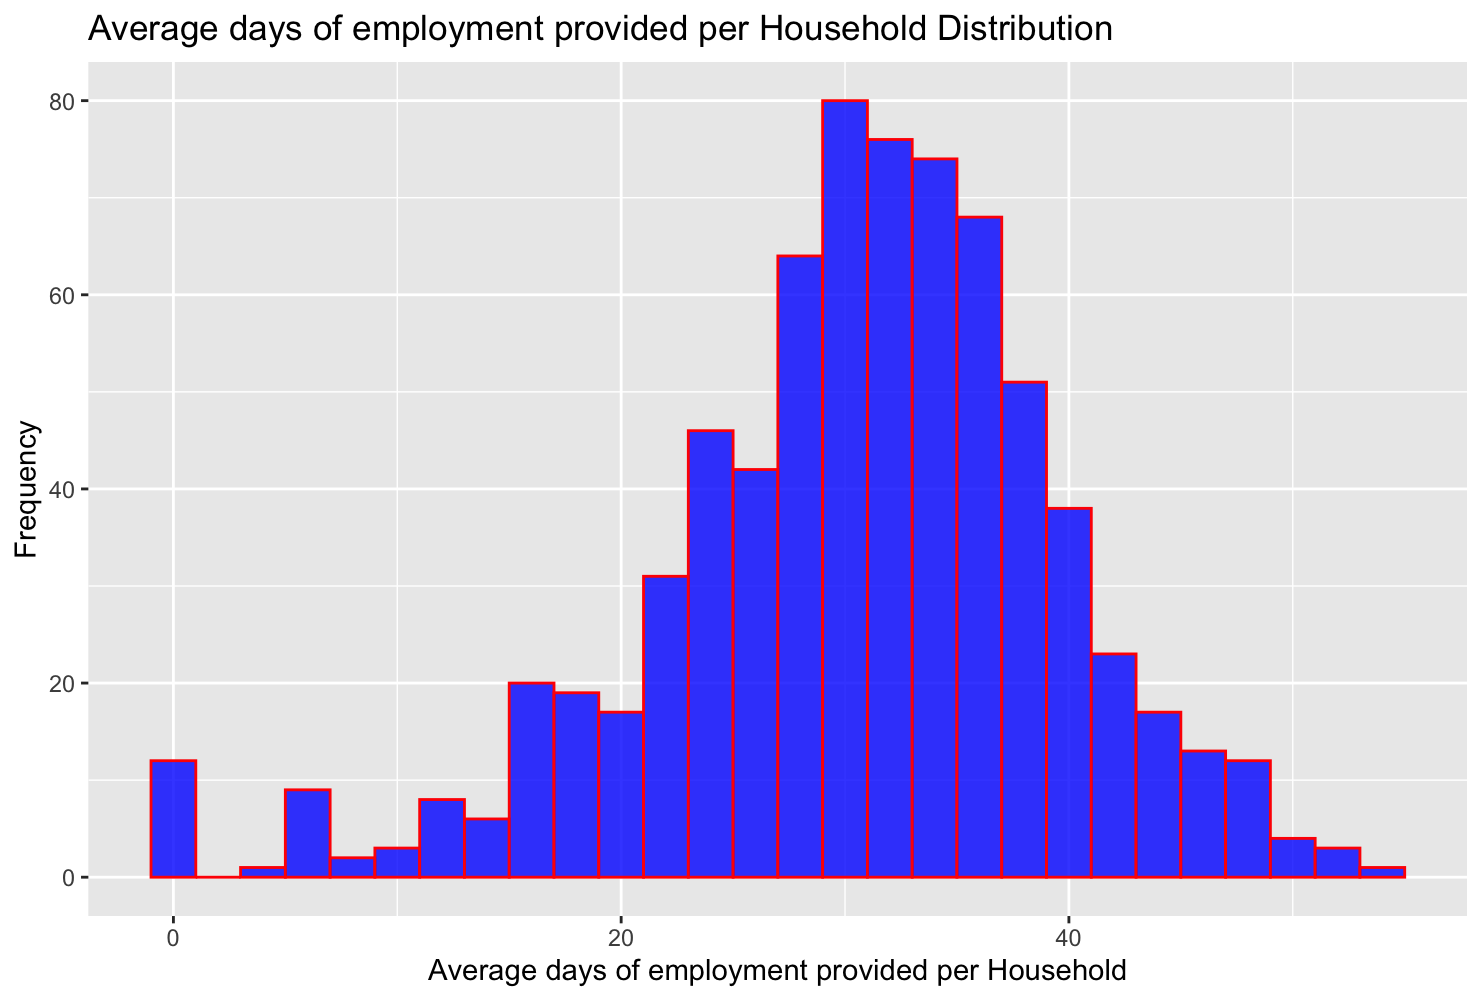 Average days of employment provided per Household Distribution
Frequency
80
60
40
20
0
0 20 40
Average days of employment provided per Household